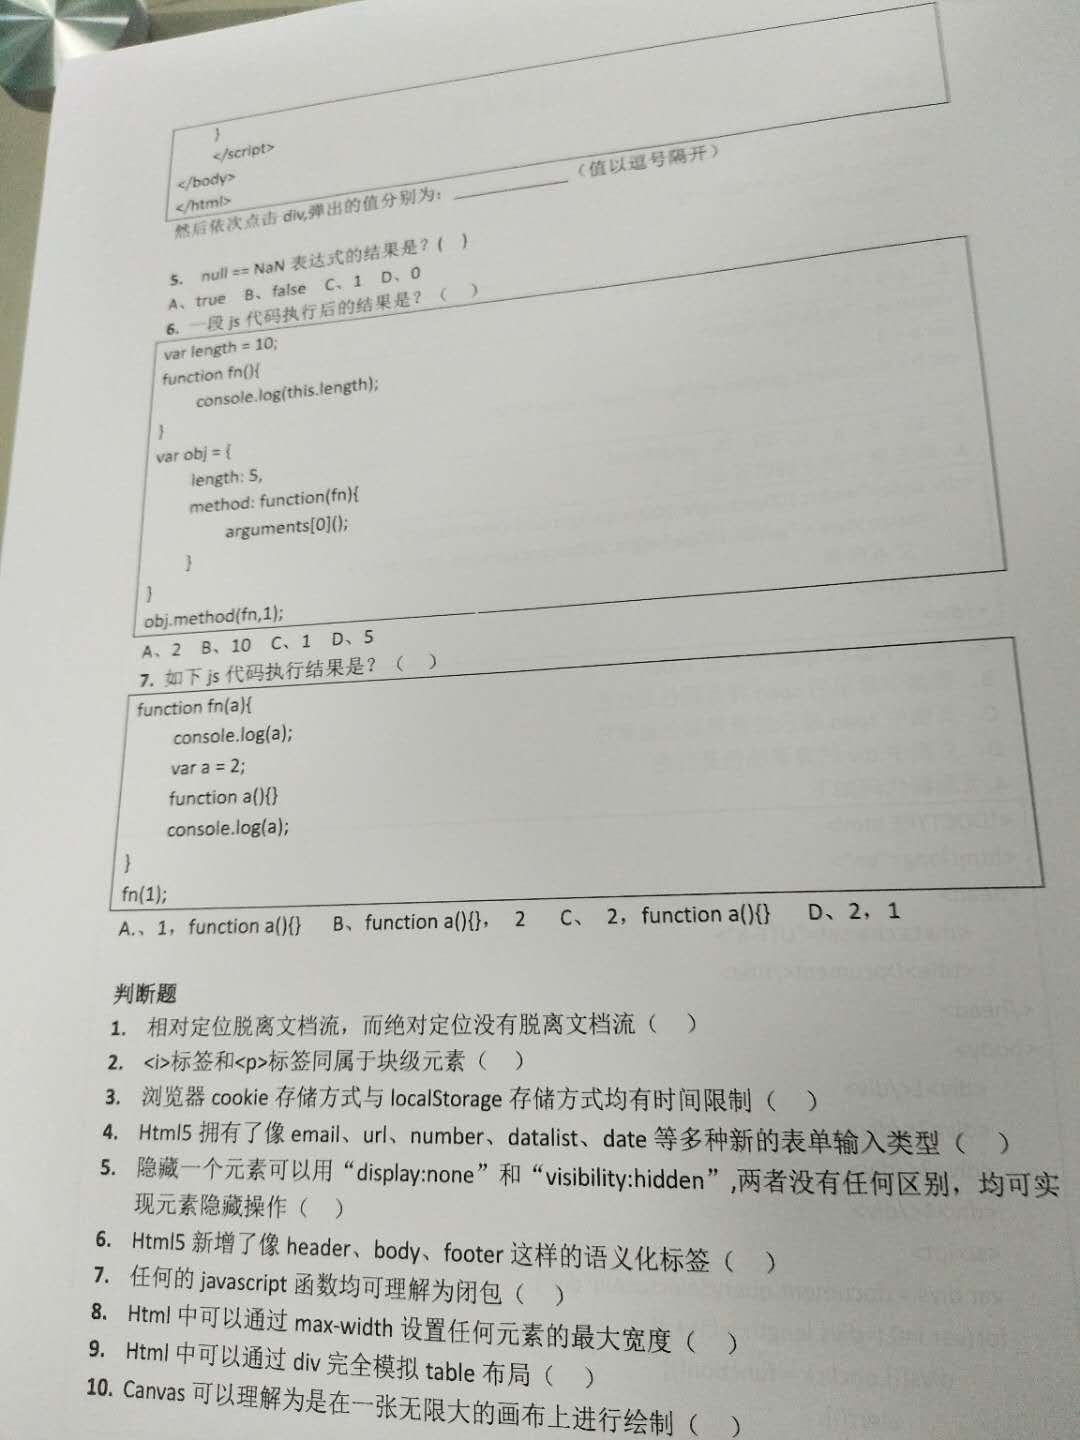 }
</script>
</body>
</html>
然后依次点击 div,弹出的值分别为：____________（值以逗号隔开）
5. null == NaN 表达式的结果是？( )
A、true B、false C、1 D、0
6. 一段 js 代码执行后的结果是？（ ）
var length = 10;
function fn(){
console.log(this.length);
}
var obj = {
length: 5,
method: function(fn){
arguments[0]();
}
}
obj.method(fn,1);
A、2 B、10 C、1 D、5
7. 如下 js 代码执行结果是？（ ）
function fn(a){
console.log(a);
var a = 2;
function a(){}
console.log(a);
}
fn(1);
A.、1，function a(){} B、function a(){}， 2 C、 2，function a(){} D、2，1
判断题
1. 相对定位脱离文档流，而绝对定位没有脱离文档流（ ）
2. <i>标签和<p>标签同属于块级元素（ ）
3. 浏览器 cookie 存储方式与 localStorage 存储方式均有时间限制（ ）
4. Html5 拥有了像 email、url、number、datalist、date 等多种新的表单输入类型（ ）
5. 隐藏一个元素可以用“display:none”和“visibility:hidden”,两者没有任何区别，均可实
现元素隐藏操作（ ）
6. Html5 新增了像 header、body、footer 这样的语义化标签（ ）
7. 任何的 javascript 函数均可理解为闭包（ ）
8. Html 中可以通过 max-width 设置任何元素的最大宽度（ ）
9. Html 中可以通过 div 完全模拟 table 布局（ ）
10. Canvas 可以理解为是在一张无限大的画布上进行绘制（ ）